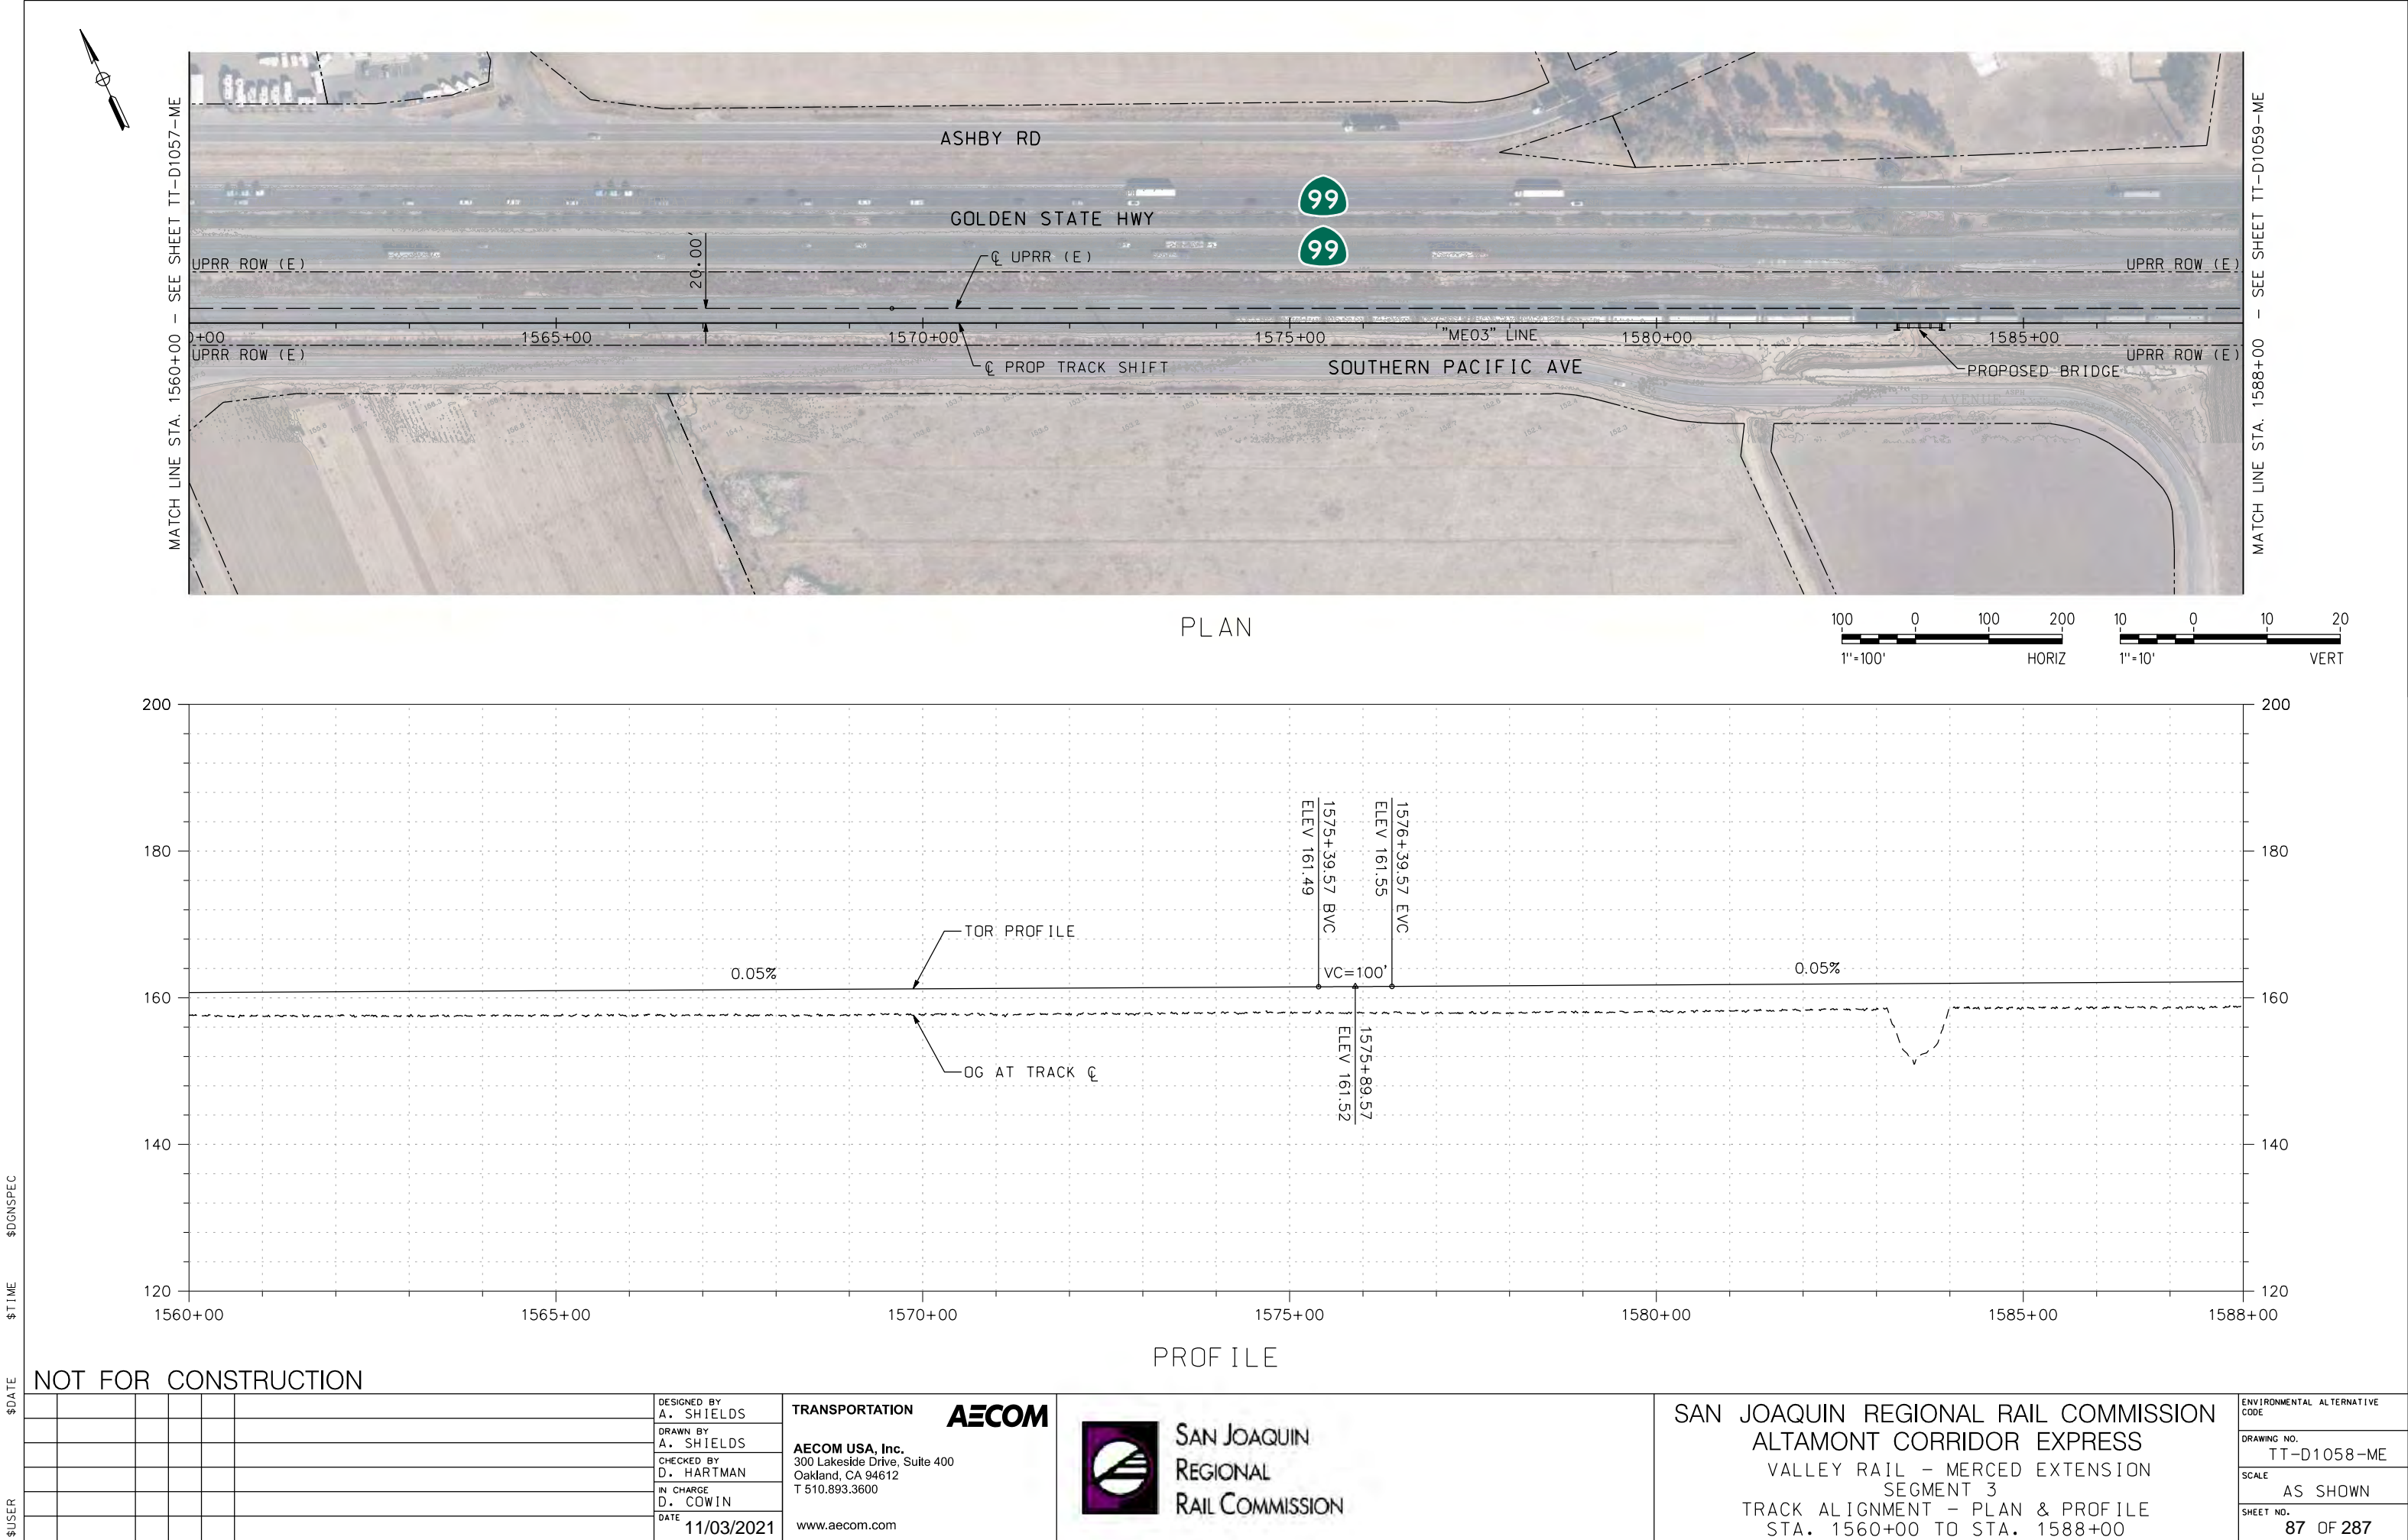 MATCH LINE STA. 1560+00 - SEE SHEET TT-D1057-ME
ASHBY RD
GOLDEN STATE HWY
99
99
UPRR ROW (E)
UPRR ROW (E)
20.00'
℄ UPRR (E)
0+00
1565+00
1570+00
1575+00
"ME03" LINE
1580+00
1585+00
UPRR ROW (E)
UPRR ROW (E)
℄ PROP TRACK SHIFT
SOUTHERN PACIFIC AVE
PROPOSED BRIDGE
SP AVENUE
MATCH LINE STA. 1588+00 - SEE SHEET TT-D1059-ME
PLAN
100 0 100 200
1"=100' HORIZ
10 0 10 20
1"=10' VERT
200 200
180 180
160 160
140 140
120 120
1575+39.57 BVC
ELEV 161.49
1576+39.57 EVC
ELEV 161.55
TOR PROFILE
0.05%
VC=100'
0.05%
1575+89.57
ELEV 161.52
OG AT TRACK ℄
1560+00 1565+00 1570+00 1575+00 1580+00 1585+00 1588+00
PROFILE
$DGNSPEC
$TIME
$DATE
$USER
NOT FOR CONSTRUCTION
DESIGNED BY
A. SHIELDS
DRAWN BY
A. SHIELDS
CHECKED BY
D. HARTMAN
IN CHARGE
D. COWIN
DATE
11/03/2021
TRANSPORTATION
AECOM
AECOM USA, Inc.
300 Lakeside Drive, Suite 400
Oakland, CA 94612
T 510.893.3600
www.aecom.com
SAN JOAQUIN
REGIONAL
RAIL COMMISSION
SAN JOAQUIN REGIONAL RAIL COMMISSION
ALTAMONT CORRIDOR EXPRESS
VALLEY RAIL - MERCED EXTENSION
SEGMENT 3
TRACK ALIGNMENT - PLAN & PROFILE
STA. 1560+00 TO STA. 1588+00
ENVIRONMENTAL ALTERNATIVE
CODE
DRAWING NO.
TT-D1058-ME
SCALE
AS SHOWN
SHEET NO.
87 OF 287